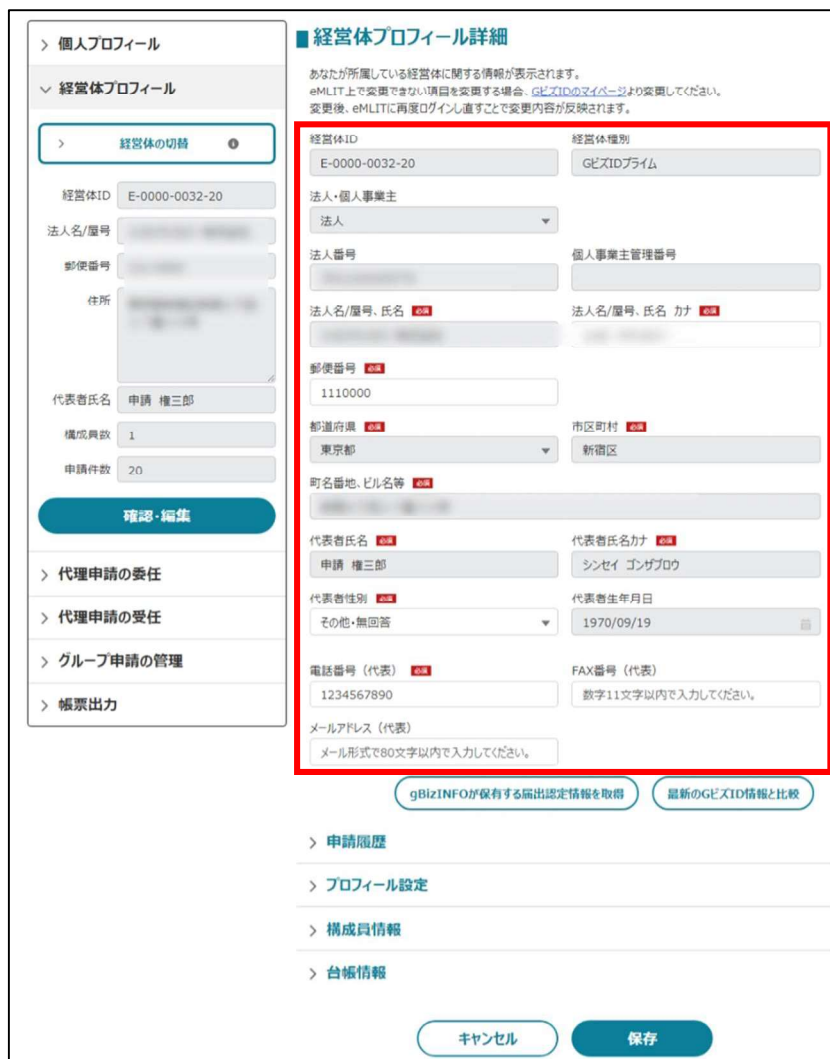 個人プロフィール
経営体プロフィール
経営体の切替
経営体ID E-0000-0032-20
法人名/屋号
郵便番号
住所
代表者氏名 申請 権三郎
構成員数 1
申請件数 20
確認・編集
代理申請の委任
代理申請の受任
グループ申請の管理
帳票出力
経営体プロフィール詳細
あなたが所属している経営体に関する情報が表示されます。
eMLIT上で変更できない項目を変更する場合、GビズIDのマイページより変更してください。
変更後、eMLITに再度ログインし直すことで変更内容が反映されます。
経営体ID 経営体種別
E-0000-0032-20 GビズIDプライム
法人・個人事業主
法人
法人番号 個人事業主管理番号
法人名/屋号、氏名 必須 法人名/屋号、氏名 カナ 必須
郵便番号 必須
1110000
都道府県 必須 市区町村 必須
東京都 新宿区
町名番地、ビル名等 必須
代表者氏名 必須 代表者氏名カナ 必須
申請 権三郎 シンセイ ゴンザブロウ
代表者性別 必須 代表者生年月日
その他・無回答 1970/09/19
電話番号（代表） 必須 FAX番号（代表）
1234567890 数字11文字以内で入力してください。
メールアドレス（代表）
メール形式で80文字以内で入力してください。
gBizINFOが保有する届出認定情報を取得 最新のGビズID情報と比較
申請履歴
プロフィール設定
構成員情報
台帳情報
キャンセル 保存